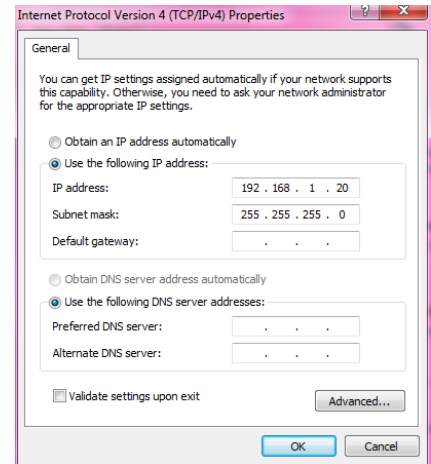 Internet Protocol Version 4 (TCP/IPv4) Properties
General
You can get IP settings assigned automatically if your network supports
this capability. Otherwise, you need to ask your network administrator
for the appropriate IP settings.
Obtain an IP address automatically
Use the following IP address:
IP address: 192 . 168 . 1 . 20
Subnet mask: 255 . 255 . 255 . 0
Default gateway: . . .
Obtain DNS server address automatically
Use the following DNS server addresses:
Preferred DNS server: . . .
Alternate DNS server: . . .
Validate settings upon exit
Advanced...
OK Cancel